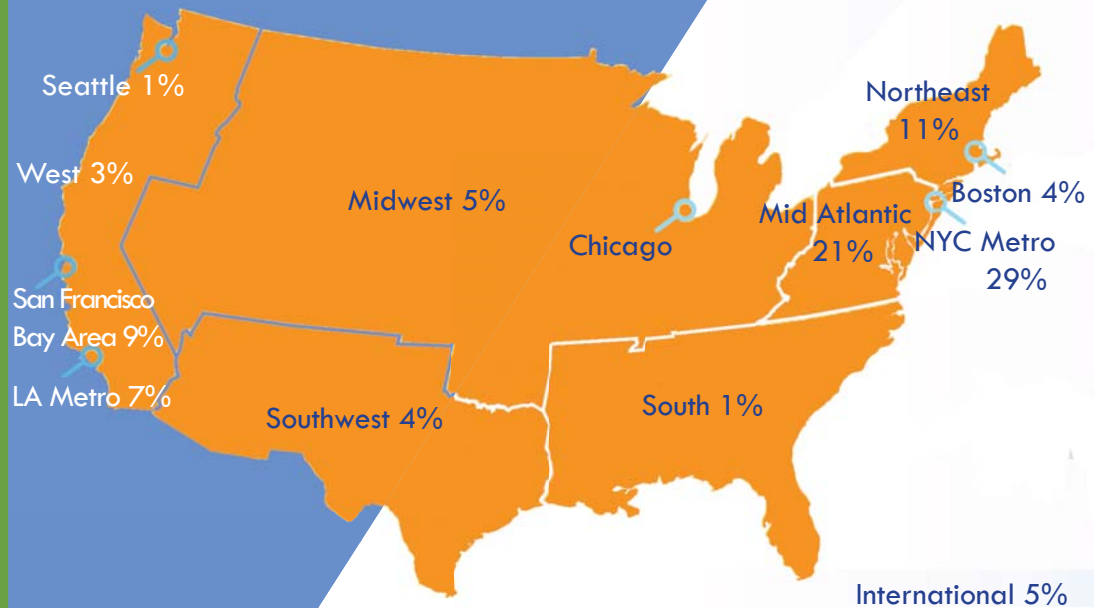 Seattle 1%
West 3%
San Francisco
Bay Area 9%
LA Metro 7%
Midwest 5%
Chicago
Southwest 4%
South 1%
Northeast
11%
Boston 4%
Mid Atlantic
21%
NYC Metro
29%
International 5%